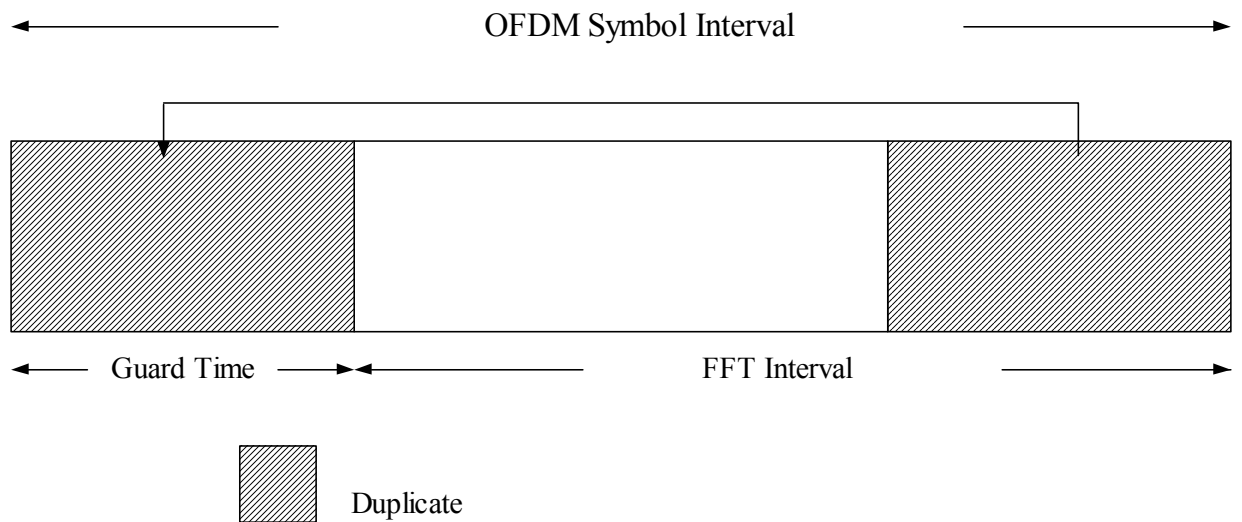 OFDM Symbol Interval
Guard Time
FFT Interval
Duplicate